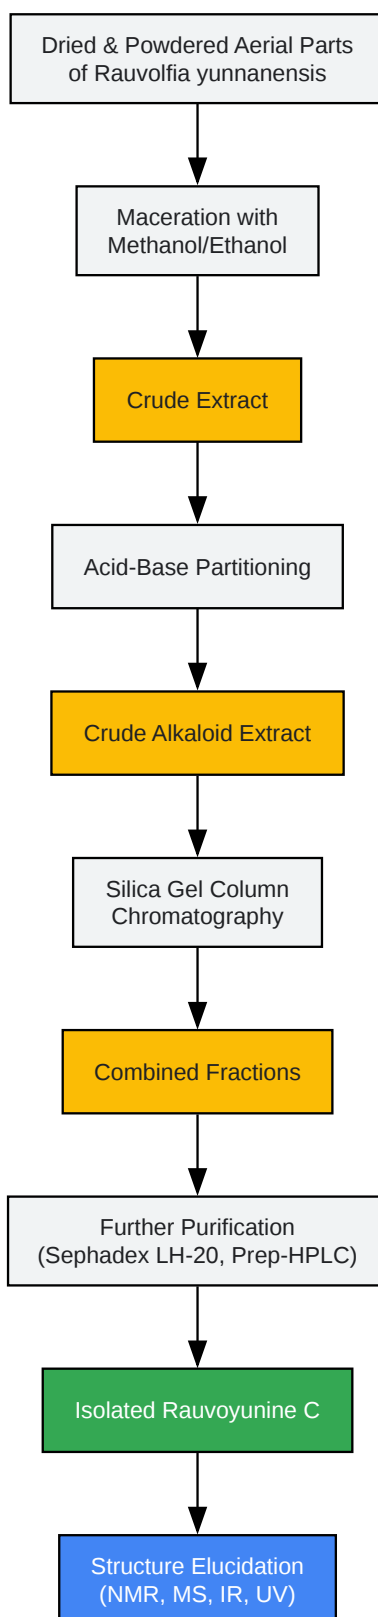 Dried & Powdered Aerial Parts
of Rauvolfia yunnanensis
Maceration with
Methanol/Ethanol
Crude Extract
Acid-Base Partitioning
Crude Alkaloid Extract
Silica Gel Column
Chromatography
Combined Fractions
Further Purification
(Sephadex LH-20, Prep-HPLC)
Isolated Rauvoyunine C
Structure Elucidation
(NMR, MS, IR, UV)